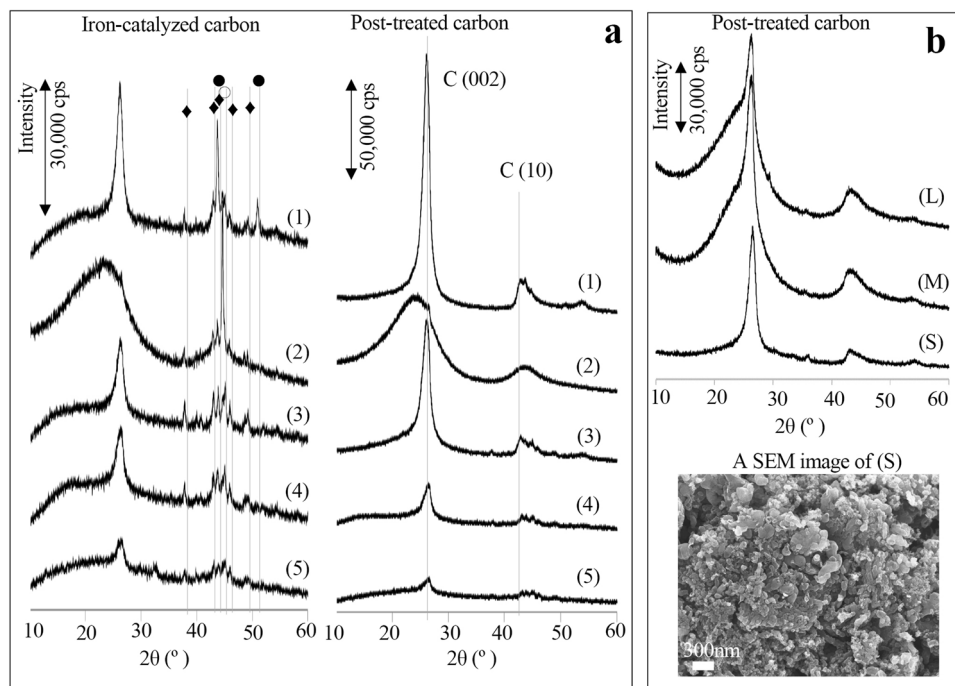 Iron-catalyzed carbon
Post-treated carbon
a
Intensity
30,000 cps
50,000 cps
C (002)
C (10)
(1)
(2)
(3)
(4)
(5)
(1)
(2)
(3)
(4)
(5)
10 20 30 40 50 60
2θ (º )
10 20 30 40 50 60
2θ (º )
Post-treated carbon
b
Intensity
30,000 cps
(L)
(M)
(S)
10 20 30 40 50 60
2θ (º )
A SEM image of (S)
300nm